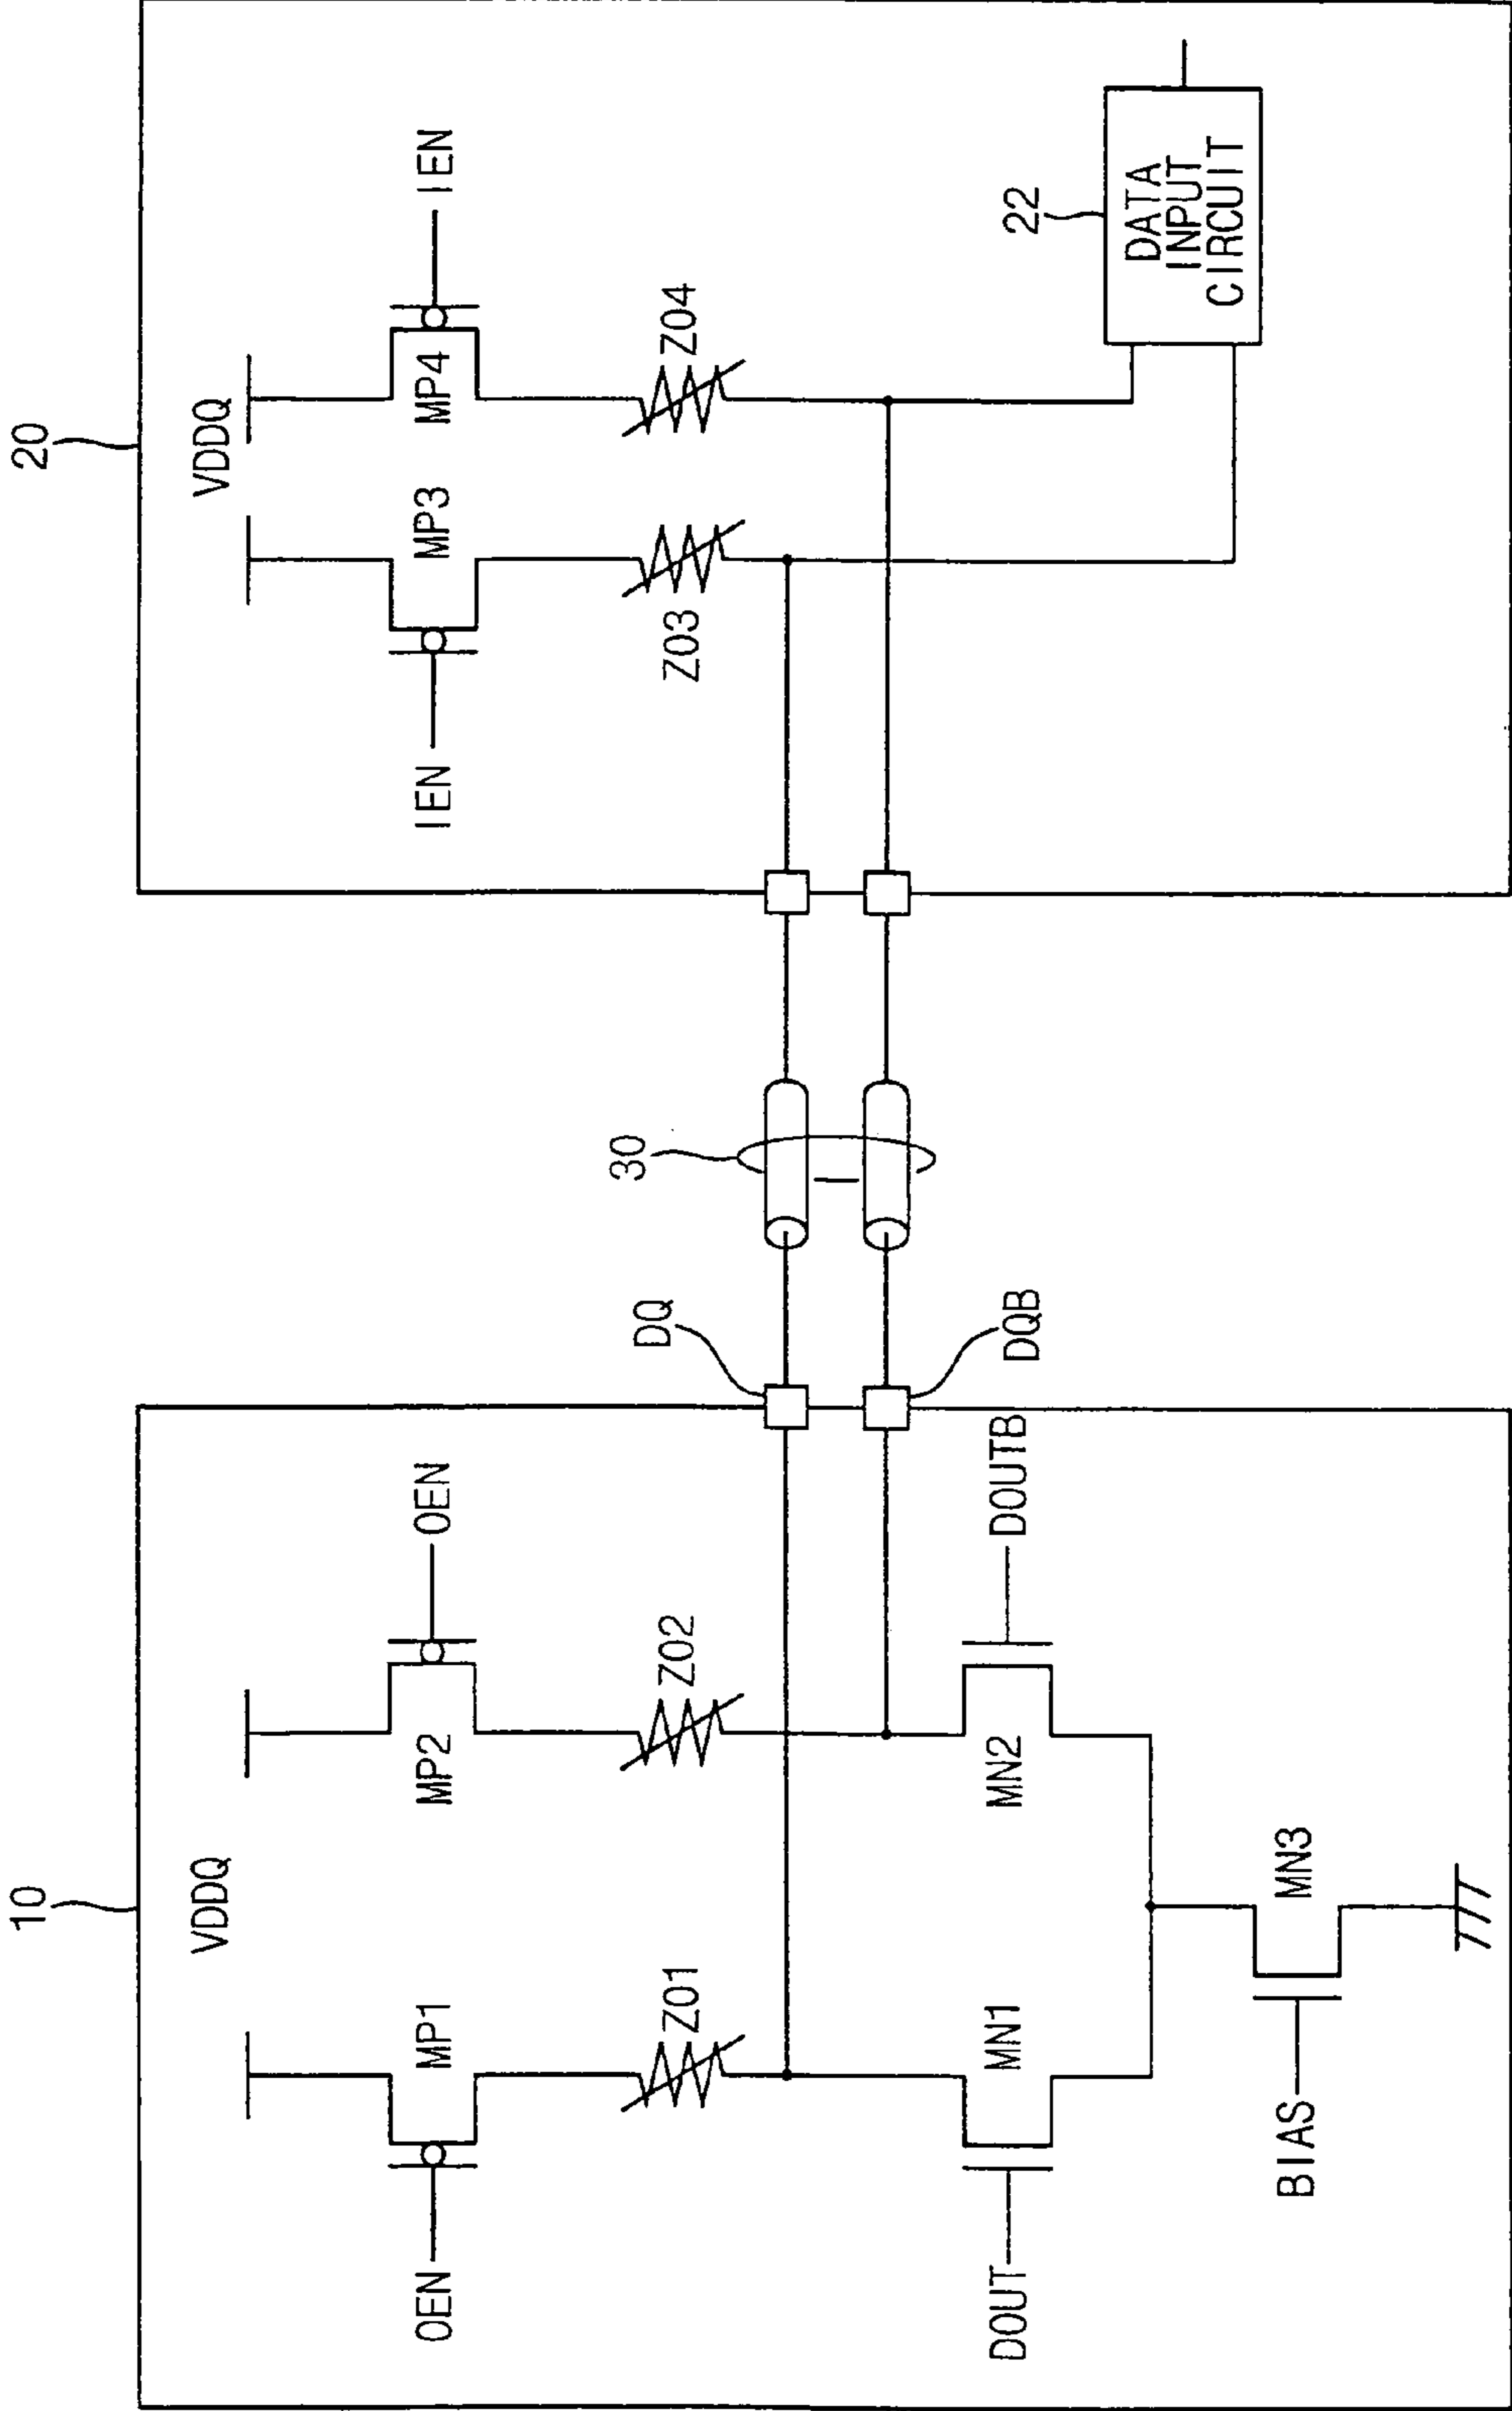 10
VDDQ
OEN
MP1
MP2
OEN
Z01
Z02
DQ
DQB
DOUT
MN1
MN2
DOUTB
BIAS
MN3
30
20
VDDQ
IEN
MP3
MP4
IEN
Z03
Z04
22
DATA
INPUT
CIRCUIT